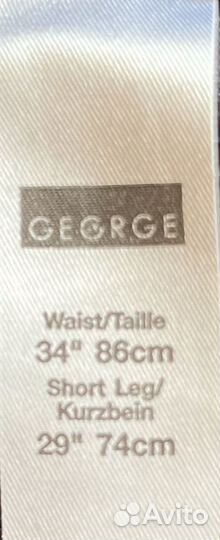 GEORGE
Waist/Taille
34" 86cm
Short Leg/
Kurzbein
29" 74cm
Avito